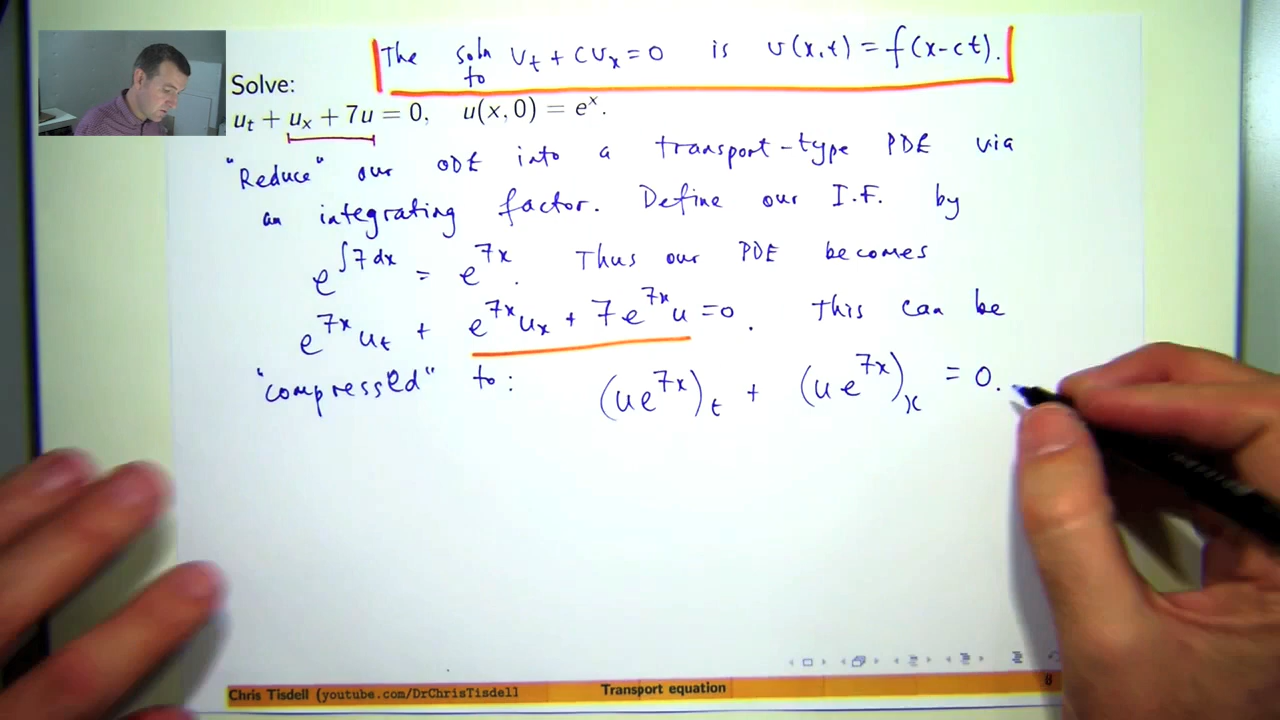 The soln to v_t + cv_x = 0 is v(x,t) = f(x-ct).
Solve:
u_t + u_x + 7u = 0, u(x, 0) = e^x.
"Reduce" our ODE into a transport-type PDE via
an integrating factor. Define our I.F. by
e^{∫7dx} = e^{7x}. Thus our PDE becomes
e^{7x}u_t + e^{7x}u_x + 7e^{7x}u = 0. This can be
"compressed" to: (ue^{7x})_t + (ue^{7x})_x = 0.
8
Chris Tisdell (youtube.com/DrChrisTisdell Transport equation